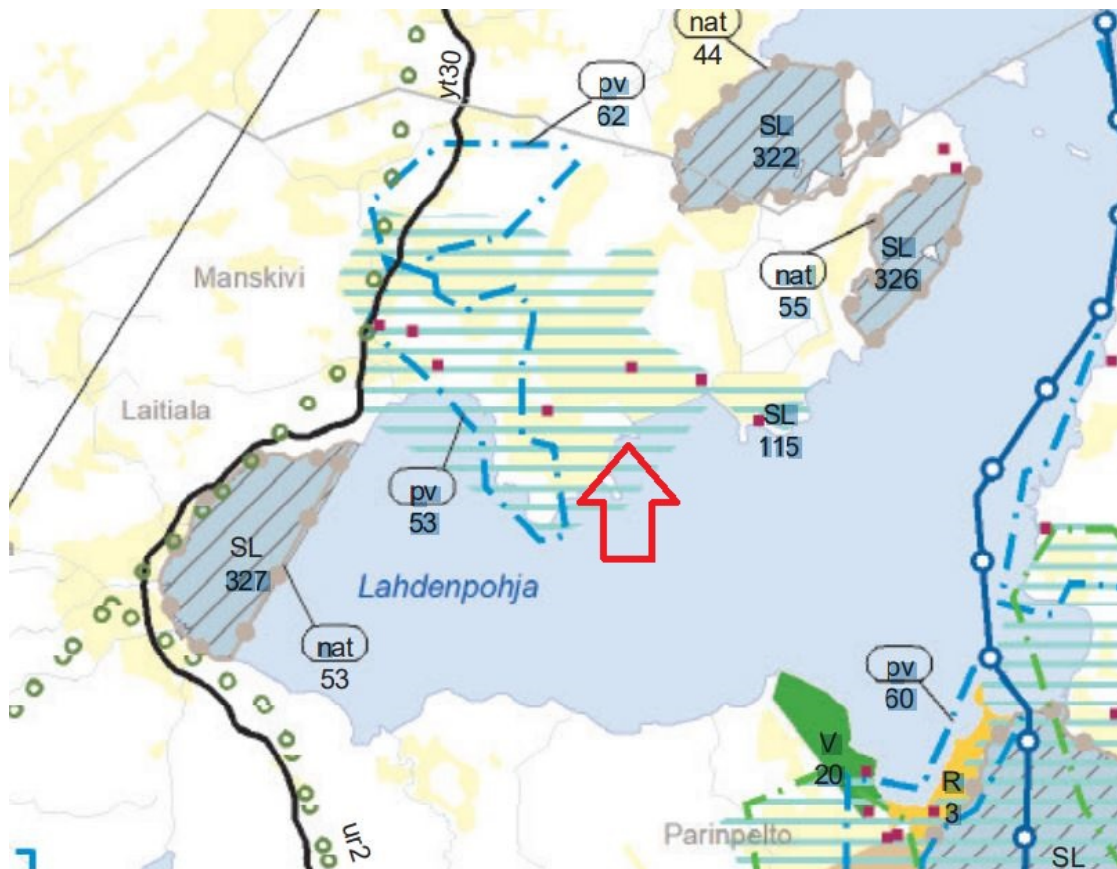 nat
44
yt30
pv
62
SL
322
Manskivi
SL
326
nat
55
Laitiala
SL
115
pv
53
SL
327
Lahdenpohja
nat
53
pv
60
V
20
R
3
Parinpelto
ur2
SL